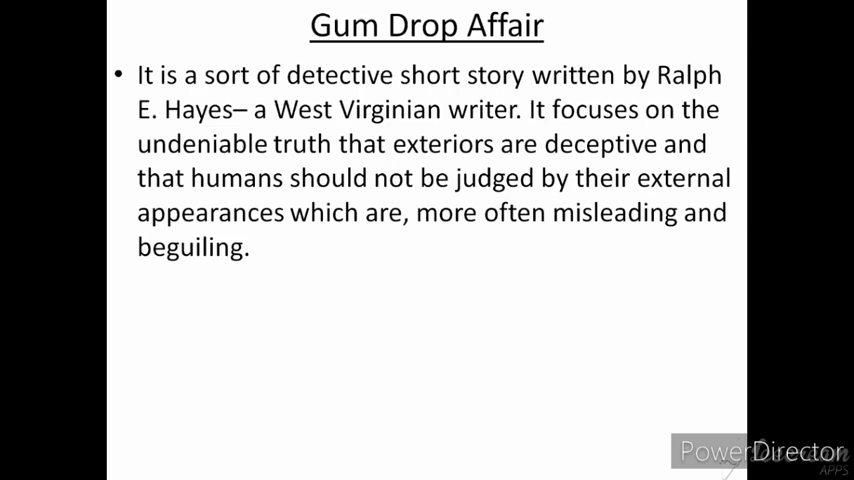 Gum Drop Affair
• It is a sort of detective short story written by Ralph
E. Hayes– a West Virginian writer. It focuses on the
undeniable truth that exteriors are deceptive and
that humans should not be judged by their external
appearances which are, more often misleading and
beguiling.
PowerDirector
APPS